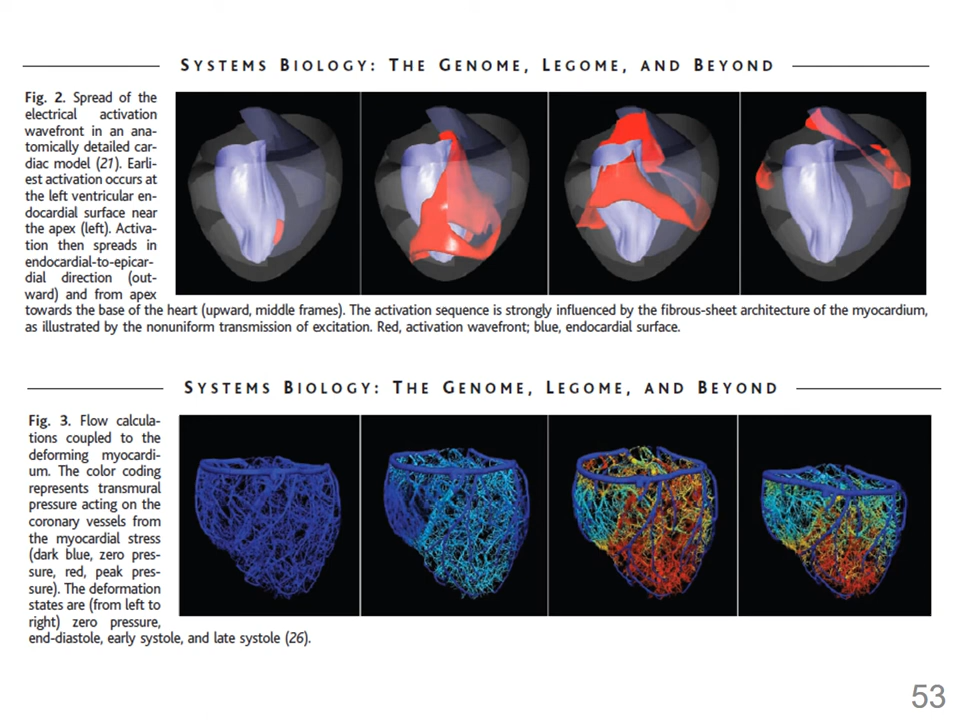 SYSTEMS BIOLOGY: THE GENOME, LEGOME, AND BEYOND
Fig. 2. Spread of the
electrical activation
wavefront in an ana-
tomically detailed car-
diac model (21). Earli-
est activation occurs at
the left ventricular en-
docardial surface near
the apex (left). Activa-
tion then spreads in
endocardial-to-epicar-
dial direction (out-
ward) and from apex
towards the base of the heart (upward, middle frames). The activation sequence is strongly influenced by the fibrous-sheet architecture of the myocardium,
as illustrated by the nonuniform transmission of excitation. Red, activation wavefront; blue, endocardial surface.
SYSTEMS BIOLOGY: THE GENOME, LEGOME, AND BEYOND
Fig. 3. Flow calcula-
tions coupled to the
deforming myocardi-
um. The color coding
represents transmural
pressure acting on the
coronary vessels from
the myocardial stress
(dark blue, zero pres-
sure, red, peak pres-
sure). The deformation
states are (from left to
right) zero pressure,
end-diastole, early systole, and late systole (26).
53